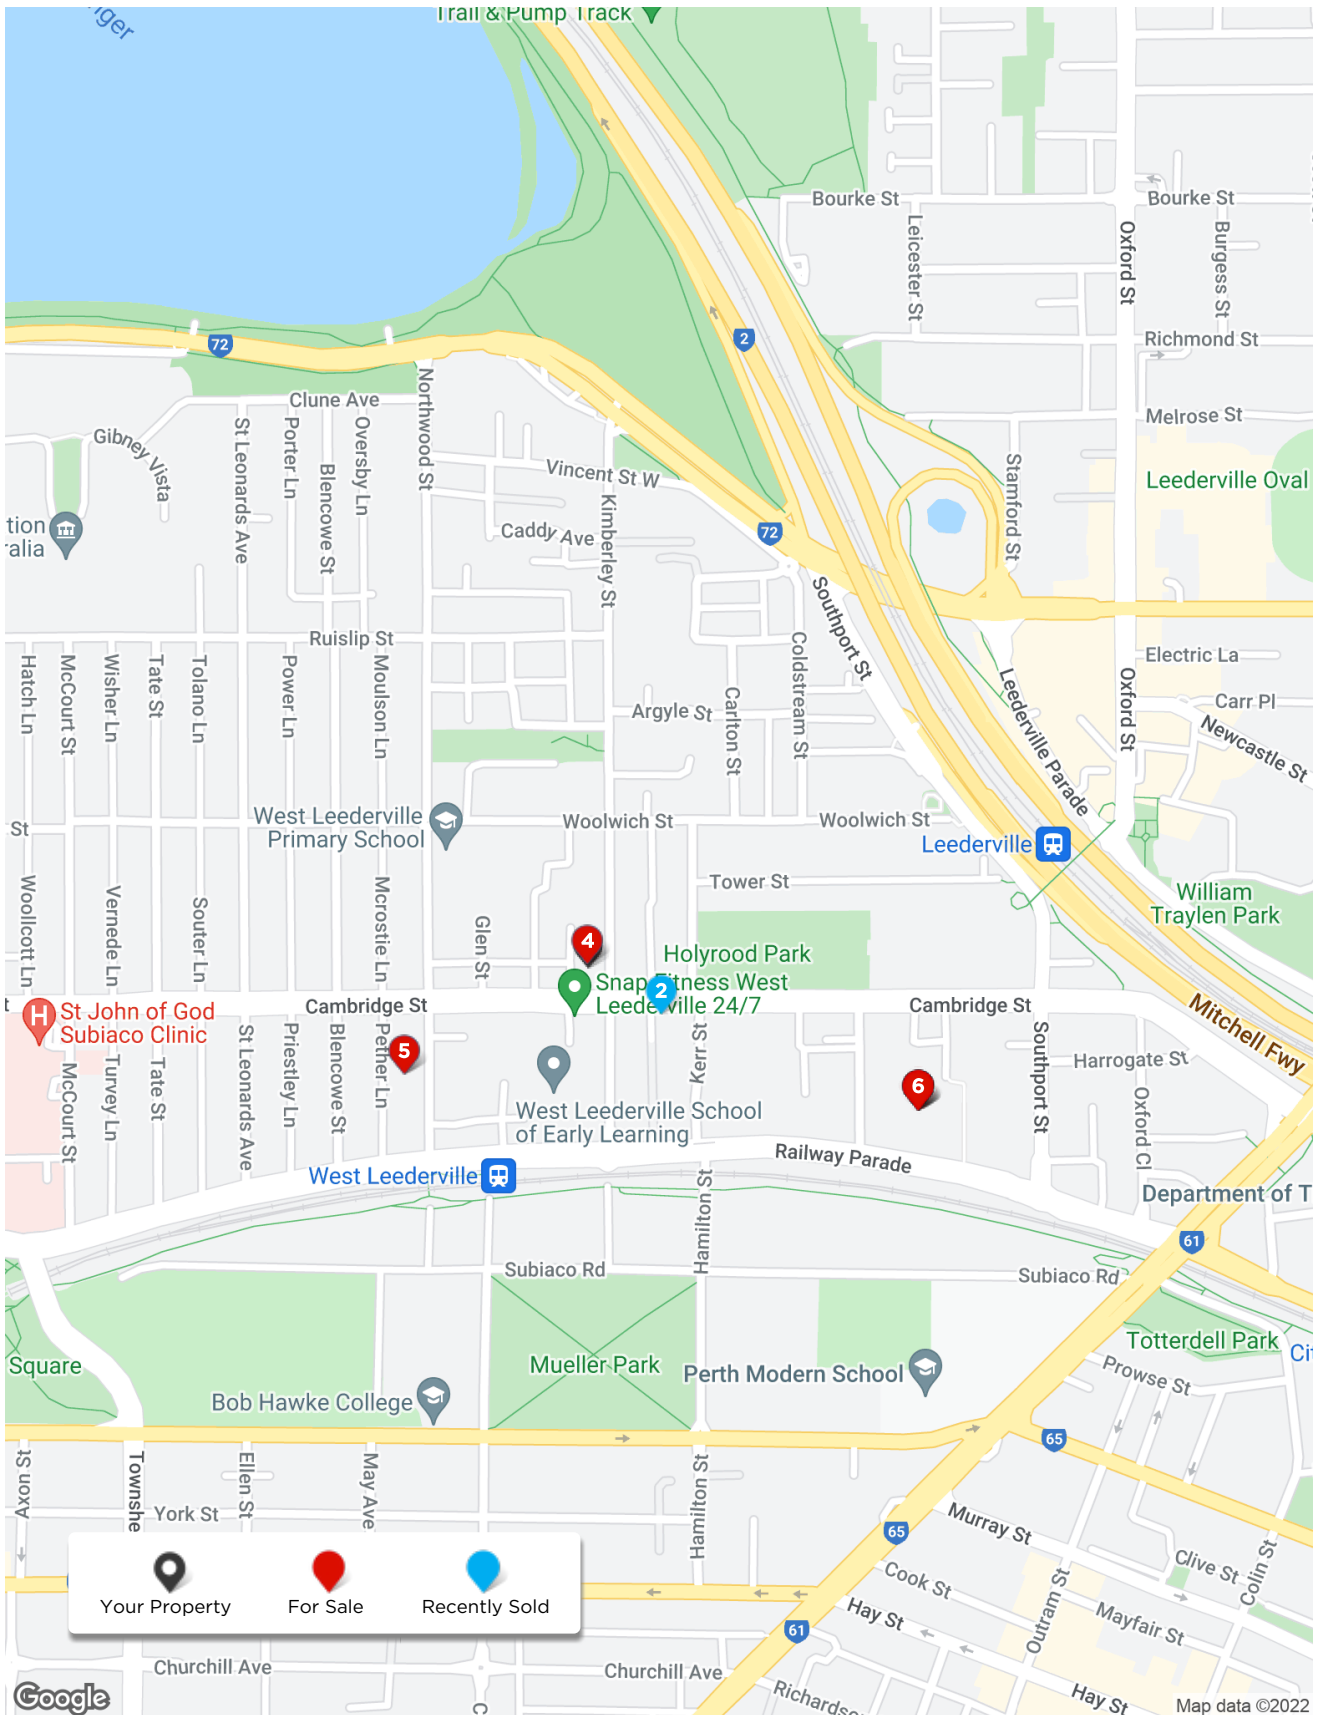 nger
Trail & Pump Track
Bourke St
Bourke St
Leicester St
Oxford St
Burgess St
72
2
Richmond St
Clune Ave
Northwood St
Melrose St
Gibney Vista
St Leonards Ave
Porter Ln
Blencowe St
Oversby Ln
Vincent St W
Stamford St
Leederville Oval
tion
ralia
Caddy Ave
Kimberley St
72
Southport St
Ruislip St
Coldstream St
Electric La
Hatch Ln
McCourt St
Wisher Ln
Tate St
Tolano Ln
Power Ln
Moulson Ln
Argyle St
Carlton St
Leederville Parade
Oxford St
Carr Pl
Newcastle St
West Leederville
Primary School
St
Woolwich St
Woolwich St
Leederville
Tower St
William
Traylen Park
Woollcott Ln
Vernede Ln
Souter Ln
Mcrostie Ln
Glen St
4
Holyrood Park
Snap Fitness West
Leederville 24/7
2
t
Cambridge St
Cambridge St
Mitchell Fwy
H
St John of God
Subiaco Clinic
St Leonards Ave
Priestley Ln
Blencowe St
Pether Ln
5
Kerr St
Southport St
Harrogate St
McCourt St
Turvey Ln
Tate St
6
Oxford Cl
West Leederville School
of Early Learning
Railway Parade
West Leederville
Hamilton St
Department of T
61
Subiaco Rd
Subiaco Rd
Square
Mueller Park
Perth Modern School
Totterdell Park
Cit
Prowse St
Bob Hawke College
65
Axon St
Townshe
Ellen St
May Ave
Hamilton St
York St
65
Murray St
Clive St
Colin St
Cook St
Outram St
Mayfair St
Your Property
For Sale
Recently Sold
Hay St
61
Churchill Ave
Churchill Ave
C
Richardso
Hay St
Google
Map data ©2022